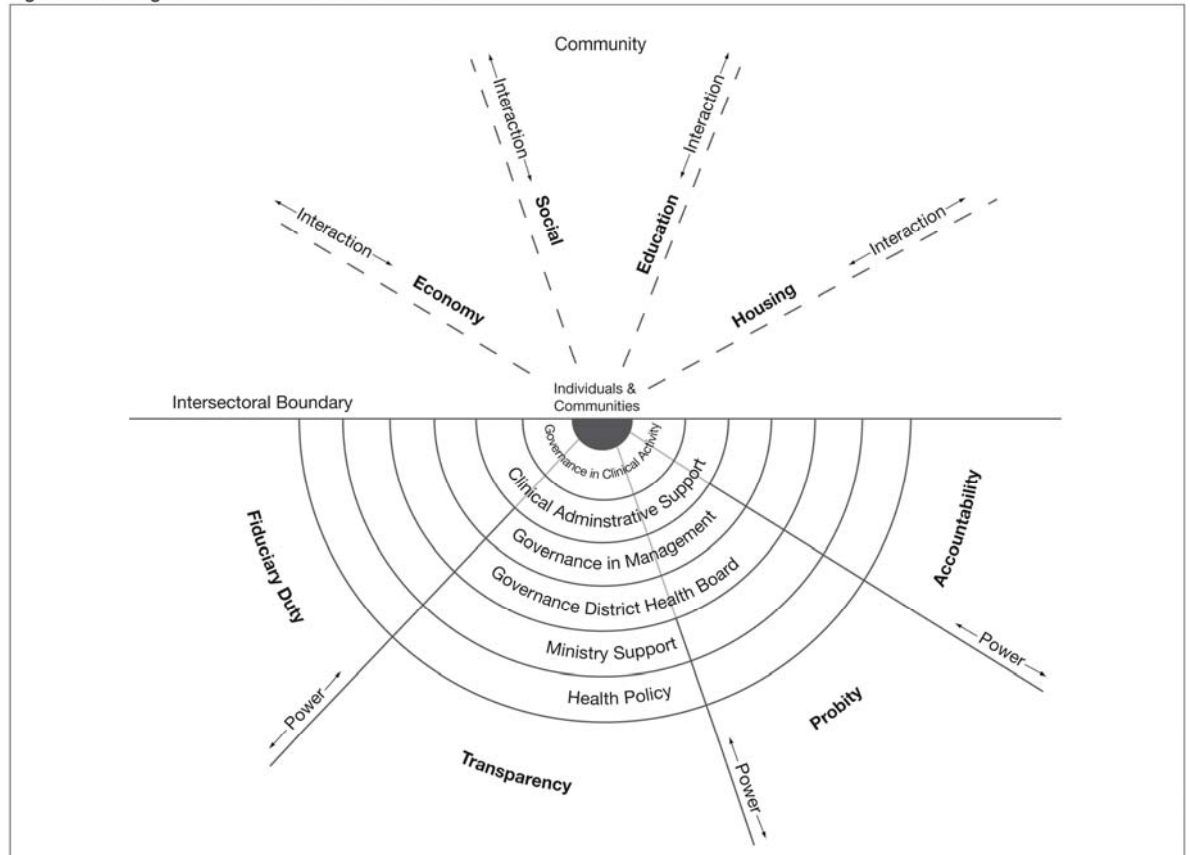 Community
Interaction
Interaction
Interaction
Interaction
Social
Education
Economy
Housing
Individuals &
Communities
Intersectoral Boundary
Governance in Clinical Activity
Clinical Adminstrative Support
Governance in Management
Governance District Health Board
Ministry Support
Health Policy
Fiduciary Duty
Accountability
Power
Power
Power
Probity
Transparency